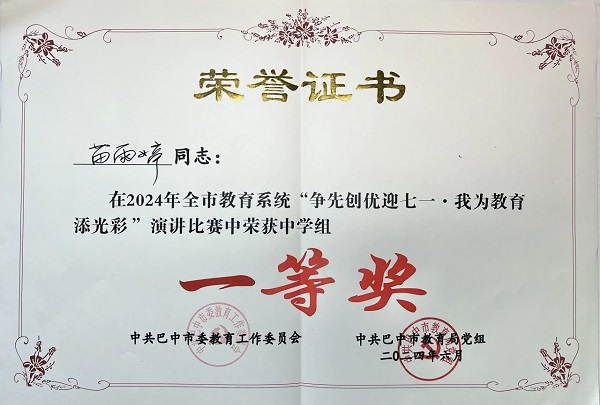 荣誉证书
苗雨婷 同志：
在2024年全市教育系统“争先创优迎七一·我为教育
添光彩”演讲比赛中荣获中学组
一等奖
中共巴中市委教育工作委员会 中共巴中市教育局党组
二〇二四年六月